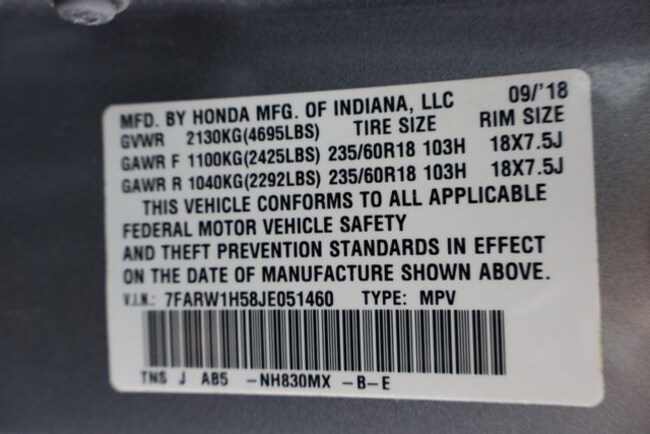 MFD. BY HONDA MFG. OF INDIANA, LLC 09/'18
GVWR 2130KG(4695LBS) TIRE SIZE RIM SIZE
GAWR F 1100KG(2425LBS) 235/60R18 103H 18X7.5J
GAWR R 1040KG(2292LBS) 235/60R18 103H 18X7.5J
THIS VEHICLE CONFORMS TO ALL APPLICABLE
FEDERAL MOTOR VEHICLE SAFETY
AND THEFT PREVENTION STANDARDS IN EFFECT
ON THE DATE OF MANUFACTURE SHOWN ABOVE.
V.I.N.: 7FARW1H58JE051460 TYPE: MPV
TNS J AB5 -NH830MX -B-E